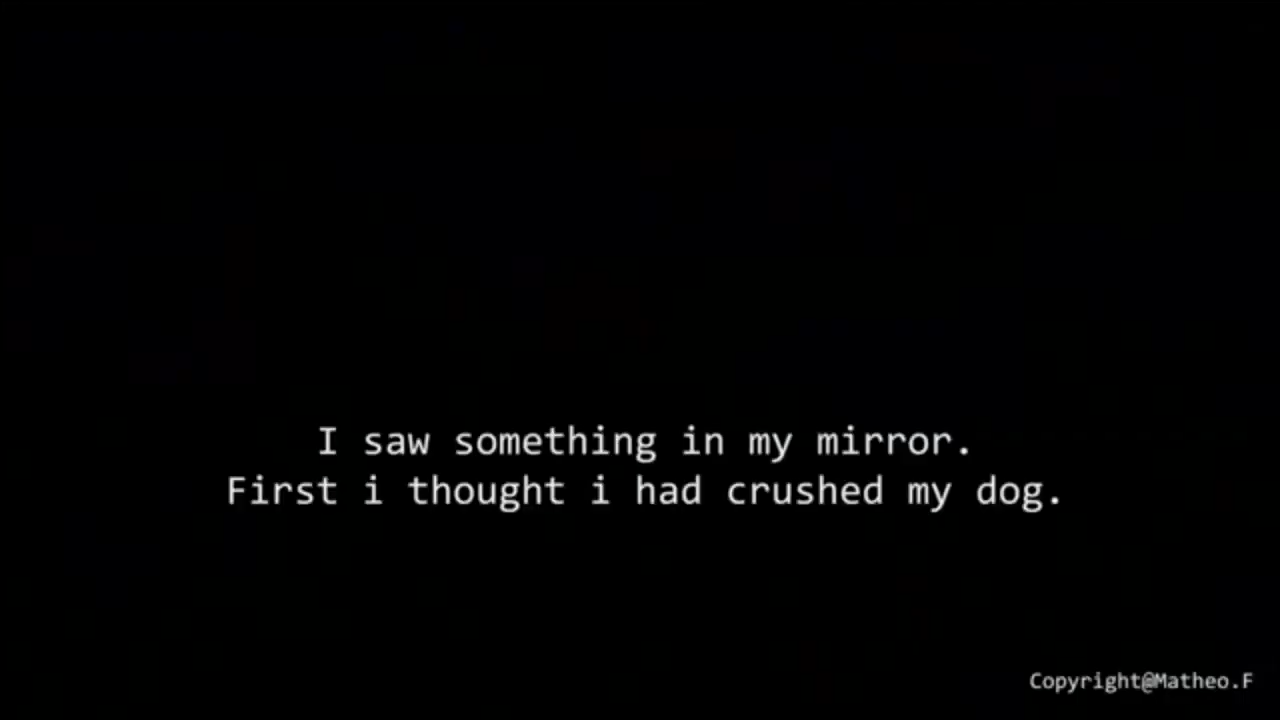 I saw something in my mirror.
First i thought i had crushed my dog.
Copyright@Matheo.F